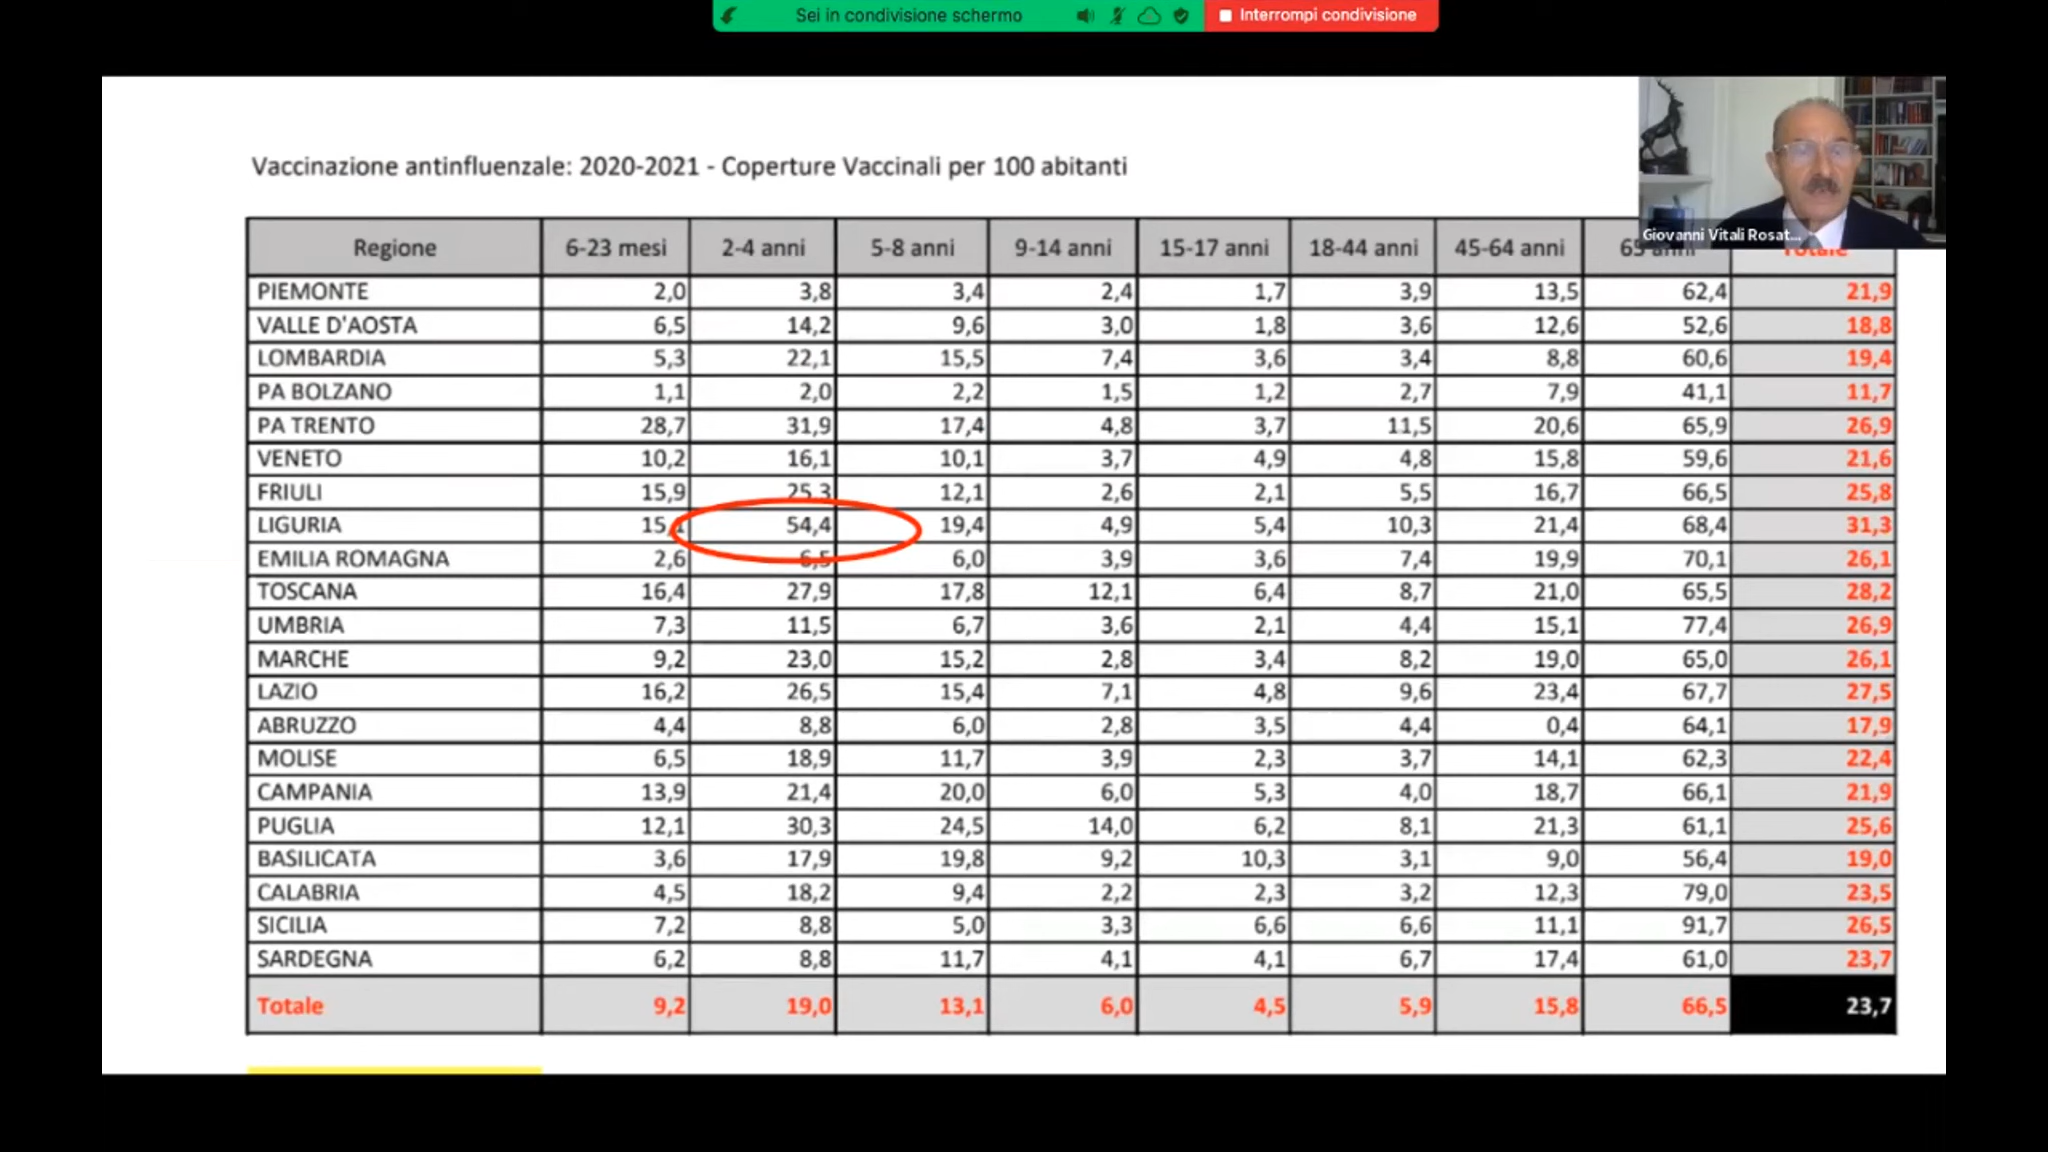 Sei in condivisione schermo Interrompi condivisione
Vaccinazione antinfluenzale: 2020-2021 - Coperture Vaccinali per 100 abitanti
Giovanni Vitali Rosat...
Regione 6-23 mesi 2-4 anni 5-8 anni 9-14 anni 15-17 anni 18-44 anni 45-64 anni 65 anni Totale
PIEMONTE 2,0 3,8 3,4 2,4 1,7 3,9 13,5 62,4 21,9
VALLE D'AOSTA 6,5 14,2 9,6 3,0 1,8 3,6 12,6 52,6 18,8
LOMBARDIA 5,3 22,1 15,5 7,4 3,6 3,4 8,8 60,6 19,4
PA BOLZANO 1,1 2,0 2,2 1,5 1,2 2,7 7,9 41,1 11,7
PA TRENTO 28,7 31,9 17,4 4,8 3,7 11,5 20,6 65,9 26,9
VENETO 10,2 16,1 10,1 3,7 4,9 4,8 15,8 59,6 21,6
FRIULI 15,9 25,3 12,1 2,6 2,1 5,5 16,7 66,5 25,8
LIGURIA 15,1 54,4 19,4 4,9 5,4 10,3 21,4 68,4 31,3
EMILIA ROMAGNA 2,6 6,5 6,0 3,9 3,6 7,4 19,9 70,1 26,1
TOSCANA 16,4 27,9 17,8 12,1 6,4 8,7 21,0 65,5 28,2
UMBRIA 7,3 11,5 6,7 3,6 2,1 4,4 15,1 77,4 26,9
MARCHE 9,2 23,0 15,2 2,8 3,4 8,2 19,0 65,0 26,1
LAZIO 16,2 26,5 15,4 7,1 4,8 9,6 23,4 67,7 27,5
ABRUZZO 4,4 8,8 6,0 2,8 3,5 4,4 0,4 64,1 17,9
MOLISE 6,5 18,9 11,7 3,9 2,3 3,7 14,1 62,3 22,4
CAMPANIA 13,9 21,4 20,0 6,0 5,3 4,0 18,7 66,1 21,9
PUGLIA 12,1 30,3 24,5 14,0 6,2 8,1 21,3 61,1 25,6
BASILICATA 3,6 17,9 19,8 9,2 10,3 3,1 9,0 56,4 19,0
CALABRIA 4,5 18,2 9,4 2,2 2,3 3,2 12,3 79,0 23,5
SICILIA 7,2 8,8 5,0 3,3 6,6 6,6 11,1 91,7 26,5
SARDEGNA 6,2 8,8 11,7 4,1 4,1 6,7 17,4 61,0 23,7
Totale 9,2 19,0 13,1 6,0 4,5 5,9 15,8 66,5 23,7